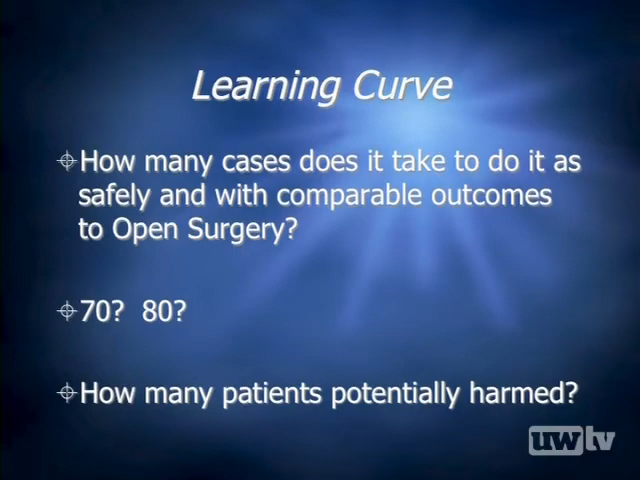 Learning Curve
How many cases does it take to do it as
safely and with comparable outcomes
to Open Surgery?
70? 80?
How many patients potentially harmed?
uwtv